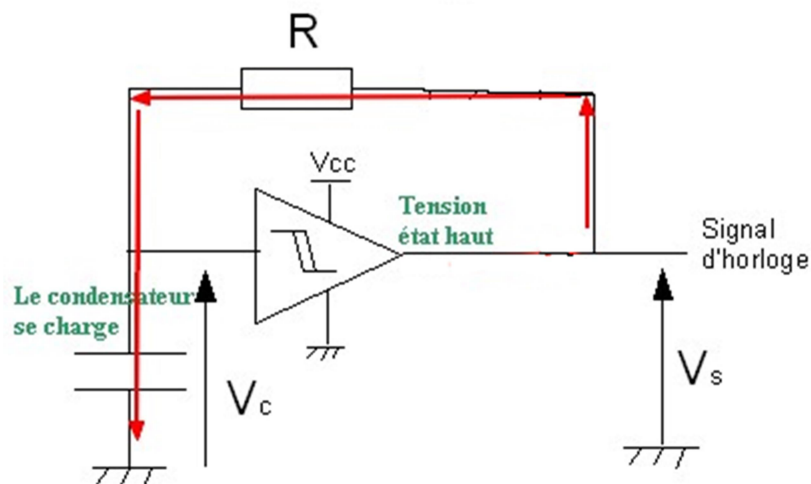 R
Vcc
Tension
état haut
Signal
d'horloge
Le condensateur
se charge
Vc
Vs